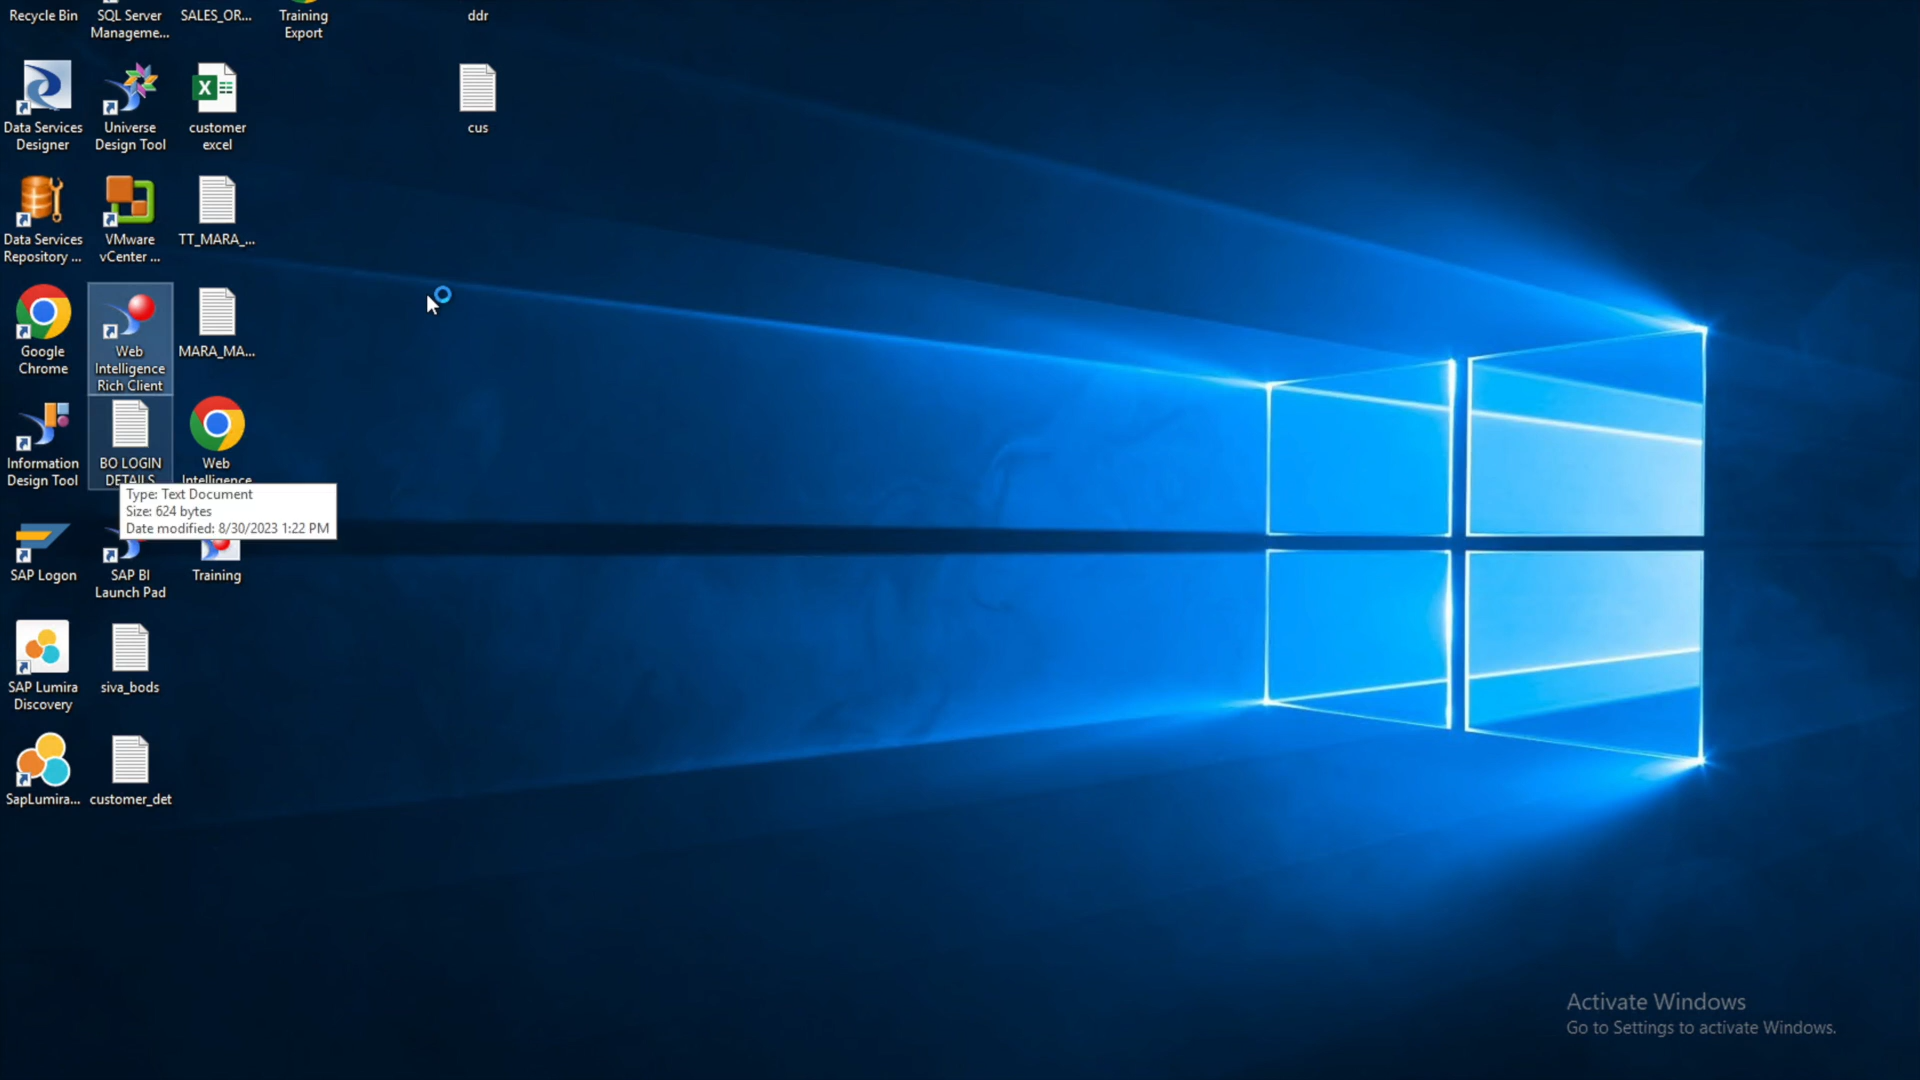 Recycle Bin
SQL Server
Manageme...
SALES_OR...
Training
Export
ddr
Data Services
Designer
Universe
Design Tool
customer
excel
cus
Data Services
Repository ...
VMware
vCenter ...
TT_MARA_...
Google
Chrome
Web
Intelligence
Rich Client
MARA_MA...
Information
Design Tool
BO LOGIN
DETAILS
Web
Intelligence
Type: Text Document
Size: 624 bytes
Date modified: 8/30/2023 1:22 PM
SAP Logon
SAP BI
Launch Pad
Training
SAP Lumira
Discovery
siva_bods
SapLumira...
customer_det
Activate Windows
Go to Settings to activate Windows.